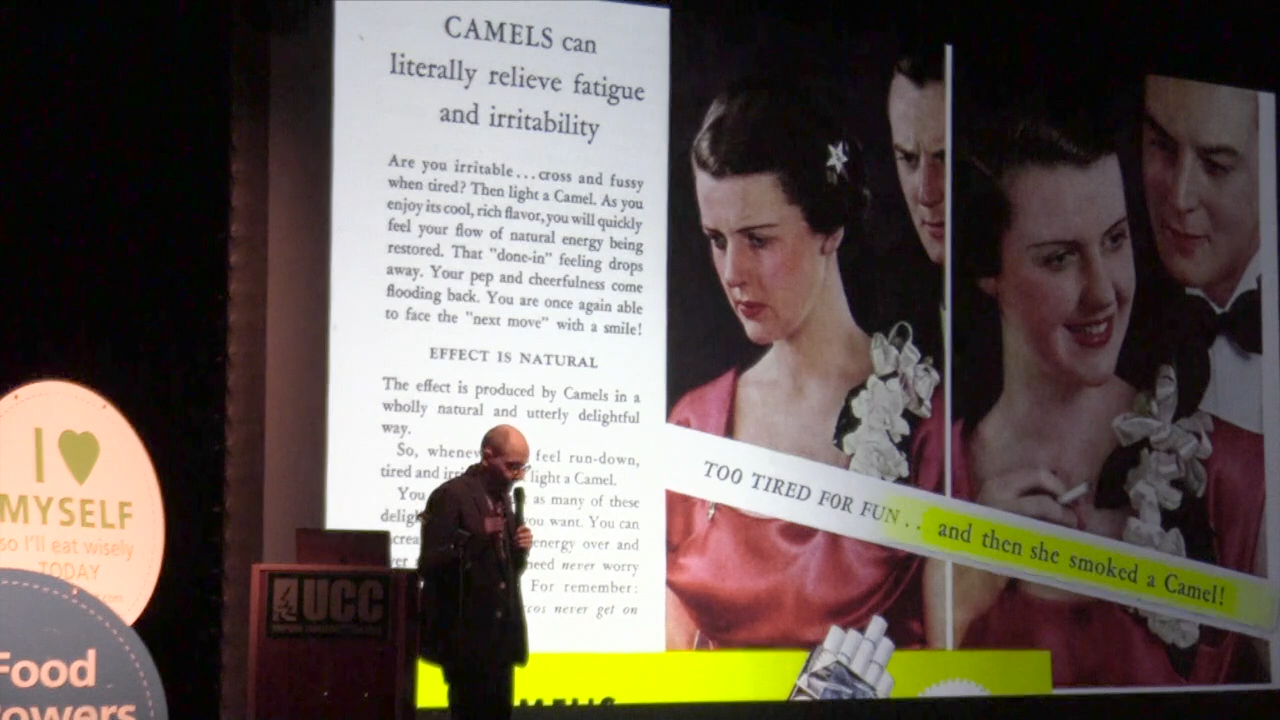 CAMELS can
literally relieve fatigue
and irritability
Are you irritable...cross and fussy
when tired? Then light a Camel. As you
enjoy its cool, rich flavor, you will quickly
feel your flow of natural energy being
restored. That "done-in" feeling drops
away. Your pep and cheerfulness come
flooding back. You are once again able
to face the "next move" with a smile!
EFFECT IS NATURAL
The effect is produced by Camels in a
wholly natural and utterly delightful
way.
So, feel run-down,
tired and light a Camel.
You as many of these
you want. You can
energy over and
need never worry
For remember:
never get on
TOO TIRED FOR FUN... and then she smoked a Camel!
I
MYSELF
so I'll eat wisely
TODAY
Food
UCC